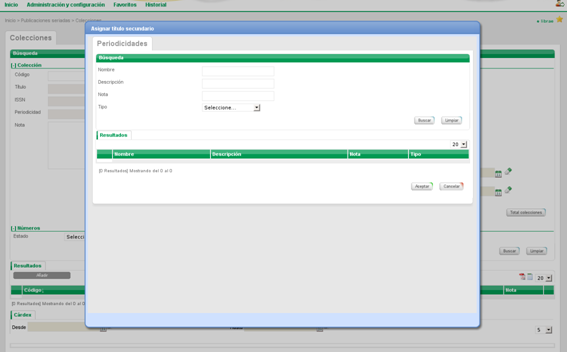 Inicio Administración y configuración Favoritos Historial
Inicio > Publicaciones seriadas > Colecciones
Colecciones
Asignar título secundario
Periodicidades
Búsqueda
Búsqueda
Nombre
Descripción
Nota
Tipo
Seleccione...
Buscar
Limpiar
Resultados
20
Nombre Descripción Nota Tipo
[0 Resultados] Mostrando del 0 al 0
Aceptar
Cancelar
[-] Colección
Código
Título
ISSN
Periodicidad
Nota
Total colecciones
[-] Números
Estado
Selecci
Buscar
Limpiar
Resultados
Añadir
20
Código
Nota
[0 Resultados] Mostrando del 0 al 0
Cárdex
Desde
5